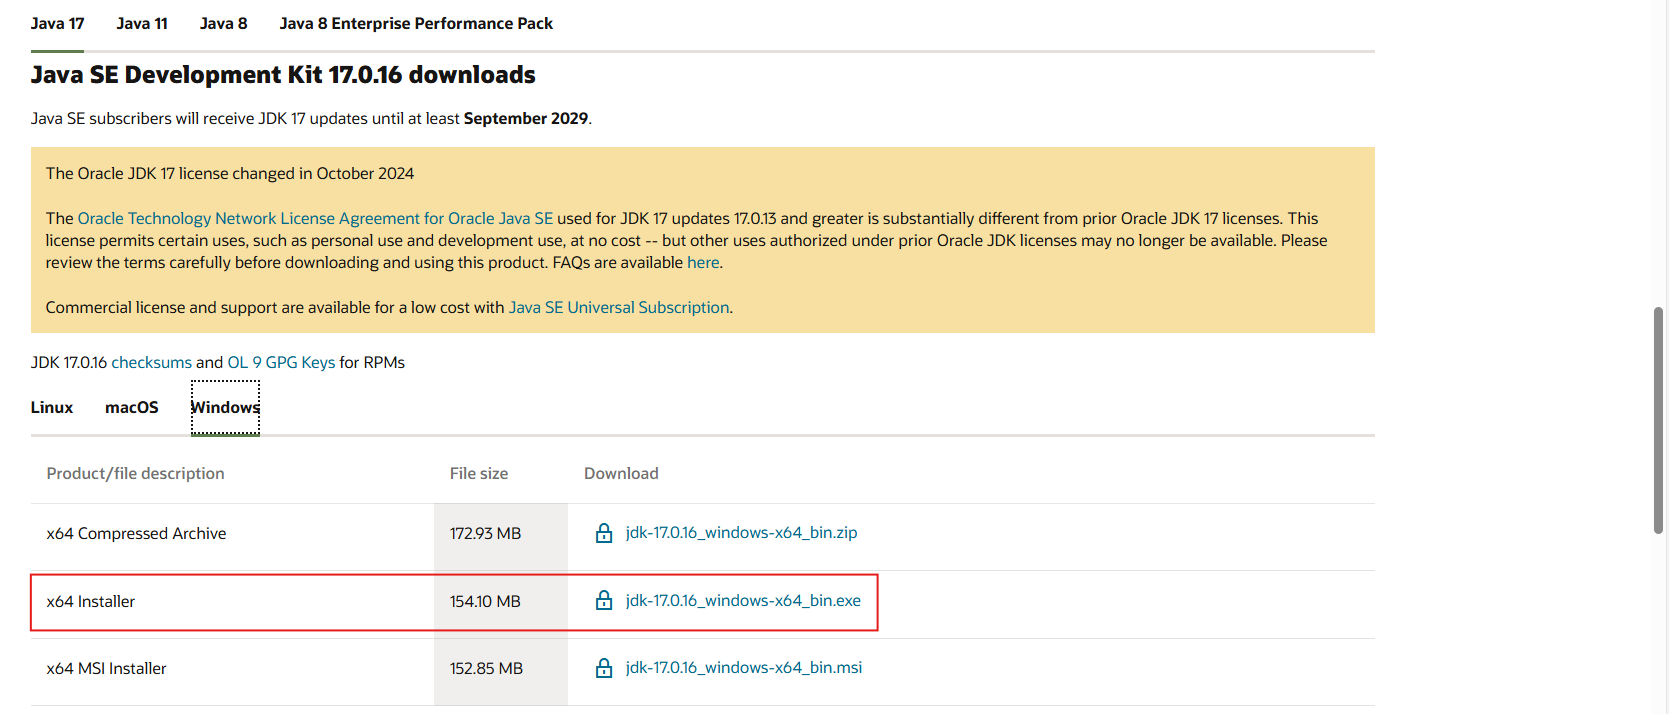 Java 17 Java 11 Java 8 Java 8 Enterprise Performance Pack
Java SE Development Kit 17.0.16 downloads
Java SE subscribers will receive JDK 17 updates until at least September 2029.
The Oracle JDK 17 license changed in October 2024
The Oracle Technology Network License Agreement for Oracle Java SE used for JDK 17 updates 17.0.13 and greater is substantially different from prior Oracle JDK 17 licenses. This
license permits certain uses, such as personal use and development use, at no cost -- but other uses authorized under prior Oracle JDK licenses may no longer be available. Please
review the terms carefully before downloading and using this product. FAQs are available here.
Commercial license and support are available for a low cost with Java SE Universal Subscription.
JDK 17.0.16 checksums and OL 9 GPG Keys for RPMs
Linux macOS Windows
Product/file description File size Download
x64 Compressed Archive 172.93 MB jdk-17.0.16_windows-x64_bin.zip
x64 Installer 154.10 MB jdk-17.0.16_windows-x64_bin.exe
x64 MSI Installer 152.85 MB jdk-17.0.16_windows-x64_bin.msi